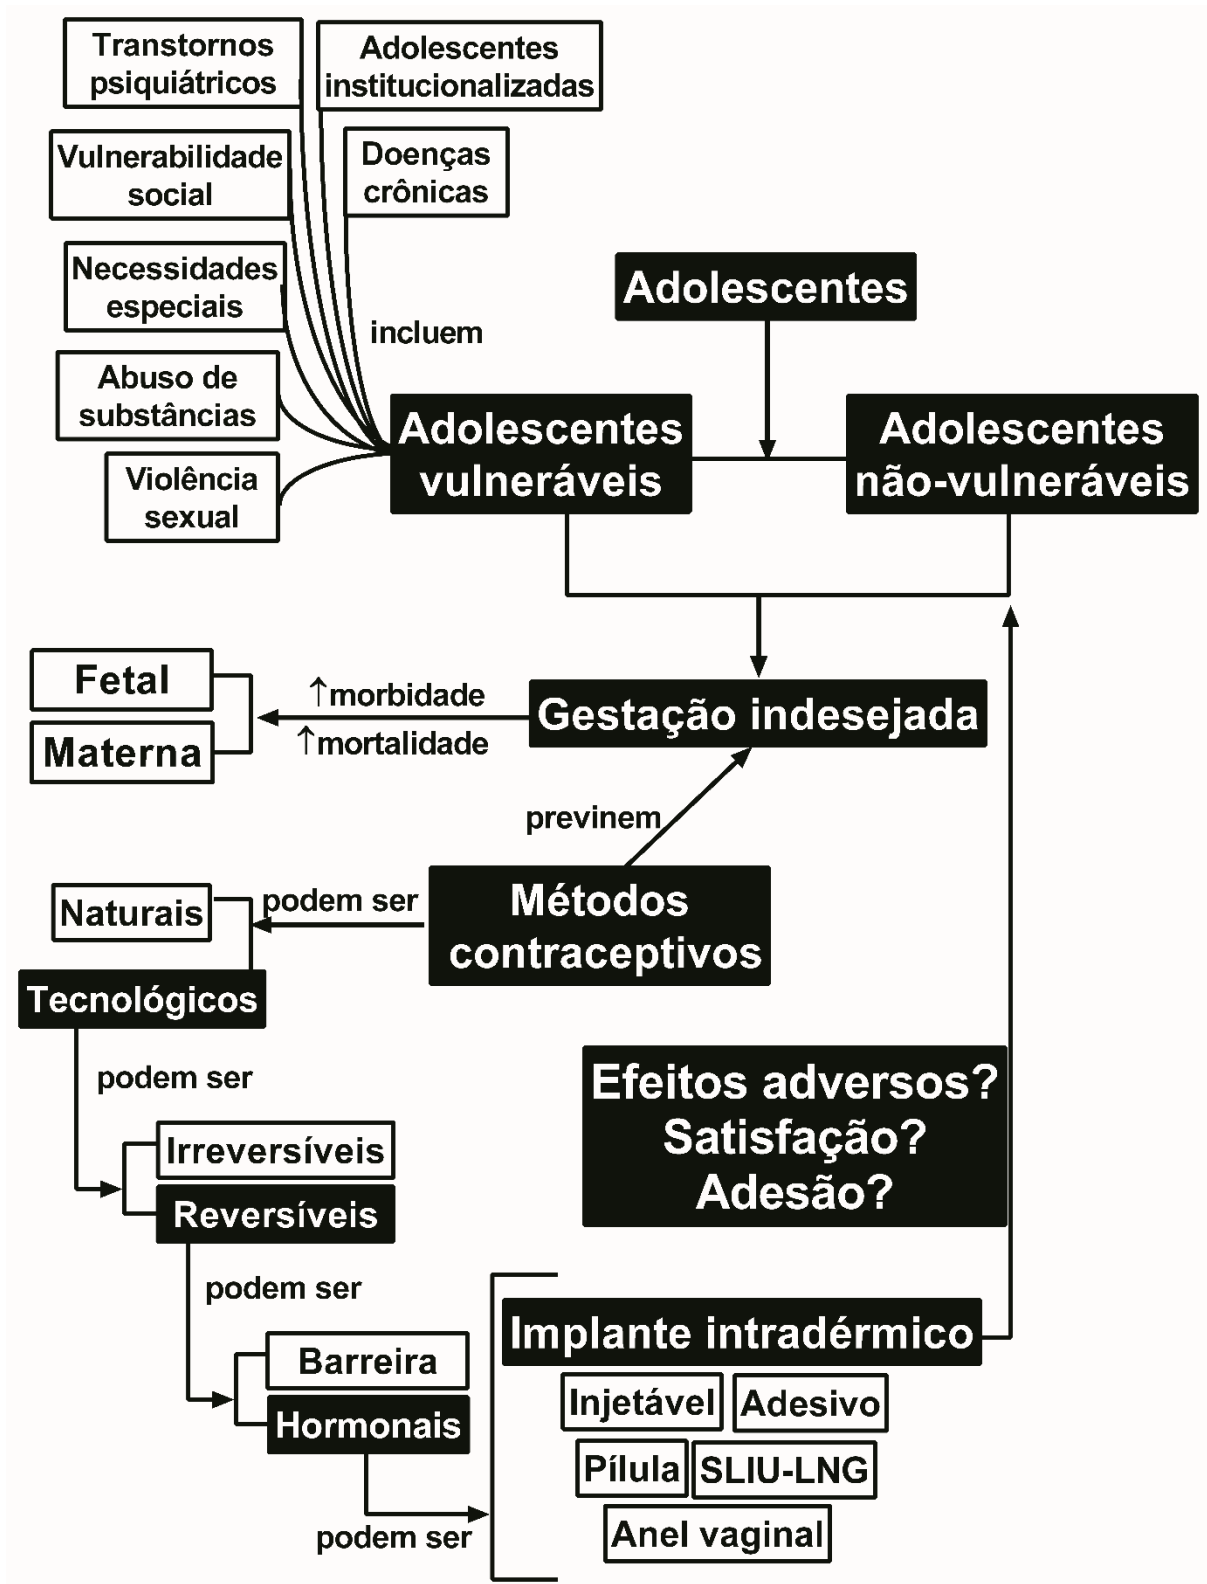 Transtornos
psiquiátricos
Adolescentes
institucionalizadas
Vulnerabilidade
social
Doenças
crônicas
Necessidades
especiais
Adolescentes
incluem
Abuso de
substâncias
Adolescentes
vulneráveis
Adolescentes
não-vulneráveis
Violência
sexual
Fetal
Materna
↑morbidade
↑mortalidade
Gestação indesejada
previnem
Métodos
contraceptivos
podem ser
Naturais
Tecnológicos
podem ser
Efeitos adversos?
Satisfação?
Adesão?
Irreversíveis
Reversíveis
podem ser
Barreira
Hormonais
podem ser
Implante intradérmico
Injetável
Adesivo
Pílula
SLIU-LNG
Anel vaginal